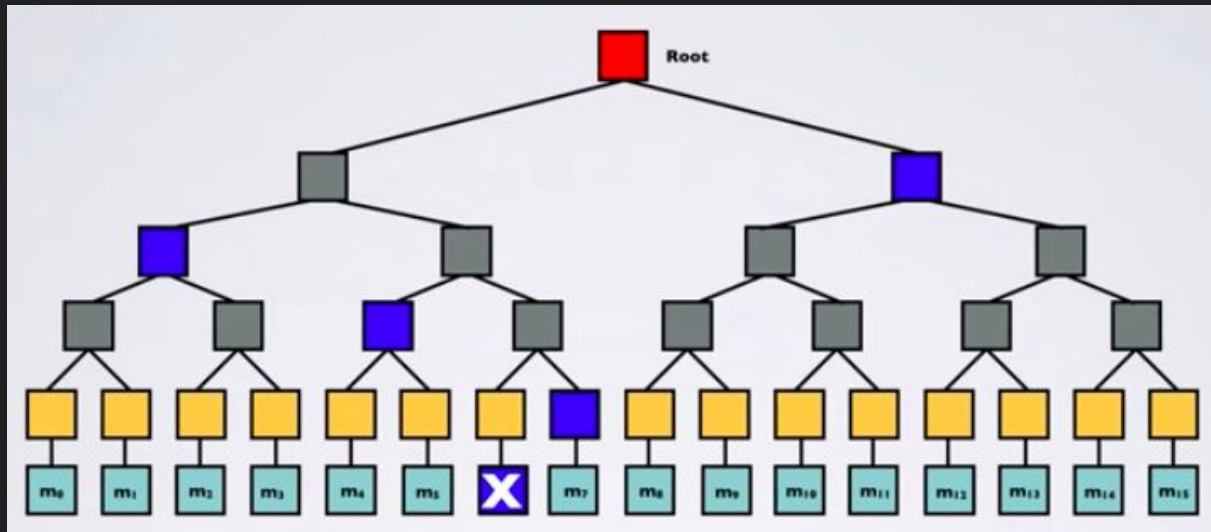 Root
m₀ m₁ m₂ m₃ m₄ m₅ X m₇ m₈ m₉ m₁₀ m₁₁ m₁₂ m₁₃ m₁₄ m₁₅